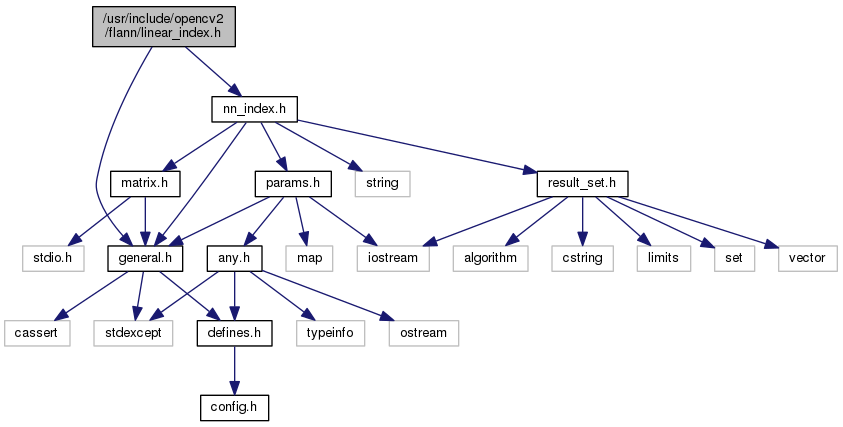 /usr/include/opencv2
/flann/linear_index.h
nn_index.h
matrix.h
params.h
string
result_set.h
stdio.h
general.h
any.h
map
iostream
algorithm
cstring
limits
set
vector
cassert
stdexcept
defines.h
typeinfo
ostream
config.h